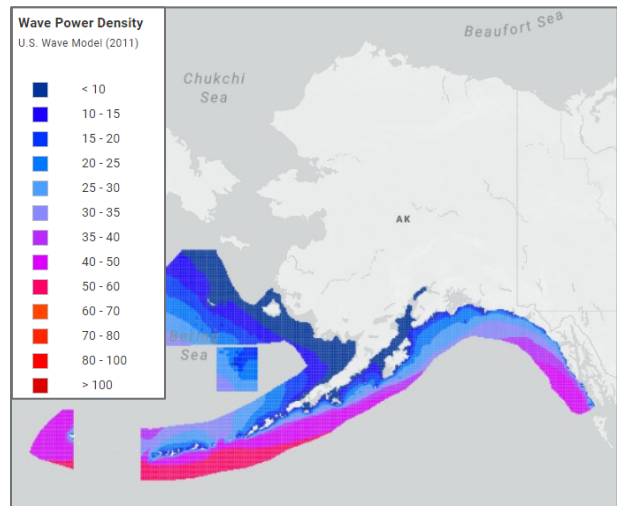 Wave Power Density
U.S. Wave Model (2011)
< 10
10 - 15
15 - 20
20 - 25
25 - 30
30 - 35
35 - 40
40 - 50
50 - 60
60 - 70
70 - 80
80 - 100
> 100
Beaufort Sea
Chukchi
Sea
AK
Bering
Sea